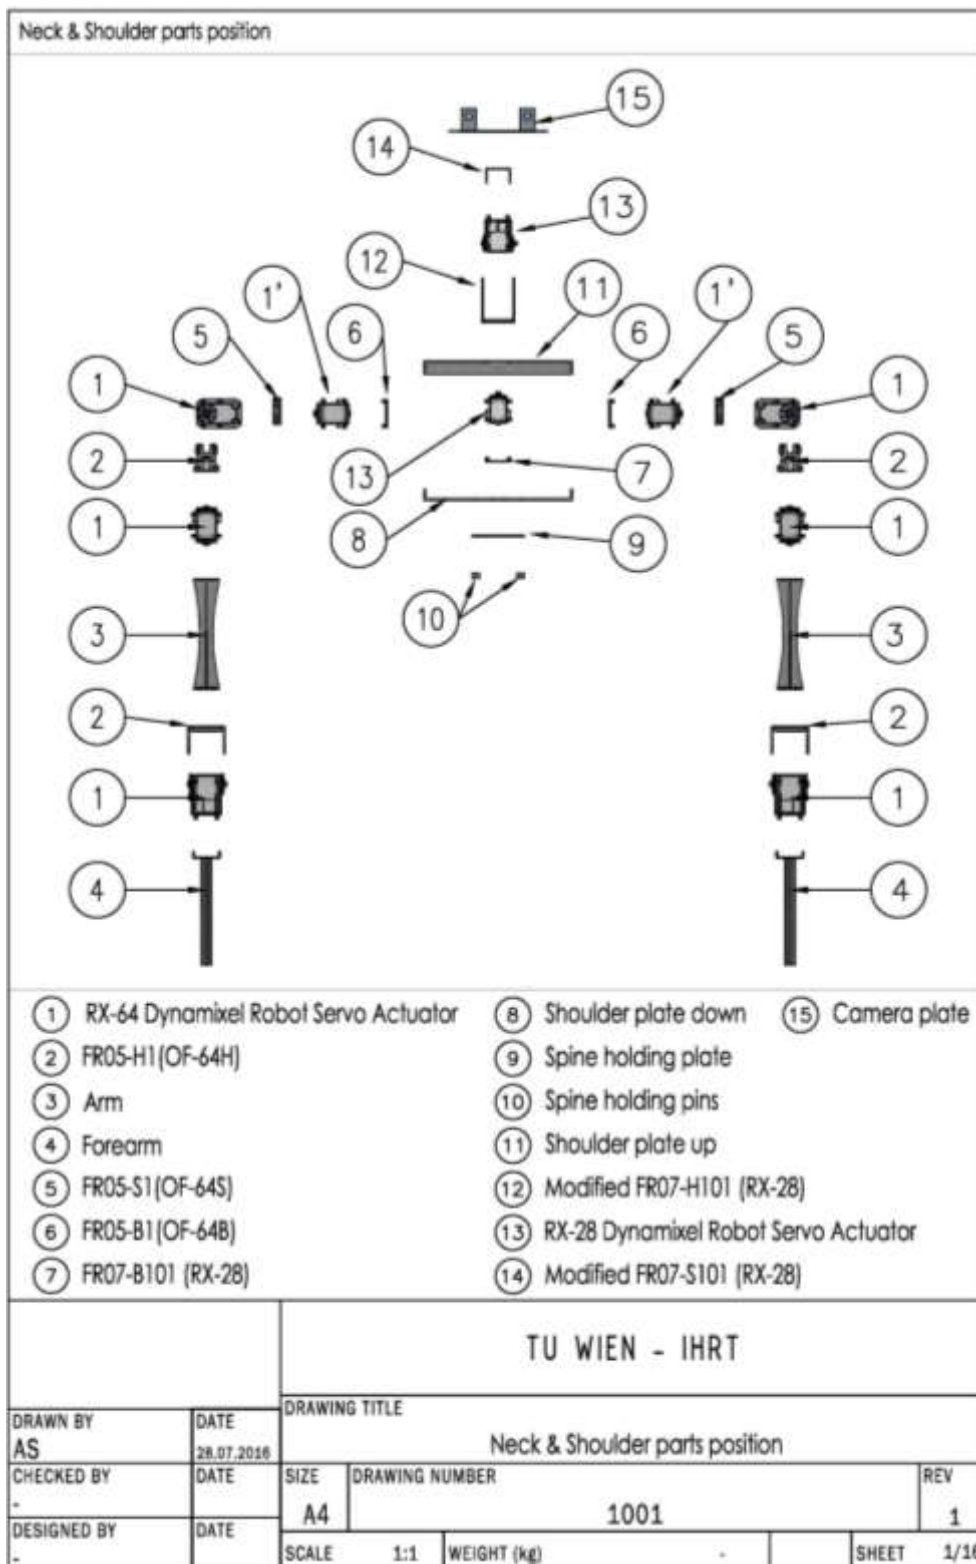 Neck & Shoulder parts position
15
14
13
12
1' 11 1'
5 6 6 5
1 1
2 13 7 2
1 8 9 1
10
3 3
2 2
1 1
4 4
1 RX-64 Dynamixel Robot Servo Actuator
2 FR05-H1(OF-64H)
3 Arm
4 Forearm
5 FR05-S1(OF-64S)
6 FR05-B1(OF-64B)
7 FR07-B101 (RX-28)
8 Shoulder plate down
9 Spine holding plate
10 Spine holding pins
11 Shoulder plate up
12 Modified FR07-H101 (RX-28)
13 RX-28 Dynamixel Robot Servo Actuator
14 Modified FR07-S101 (RX-28)
15 Camera plate
TU WIEN - IHRT
DRAWN BY
AS
DATE
28.07.2016
DRAWING TITLE
Neck & Shoulder parts position
CHECKED BY
-
DATE
SIZE
A4
DRAWING NUMBER
1001
REV
1
DESIGNED BY
-
DATE
SCALE 1:1 WEIGHT (kg) - SHEET